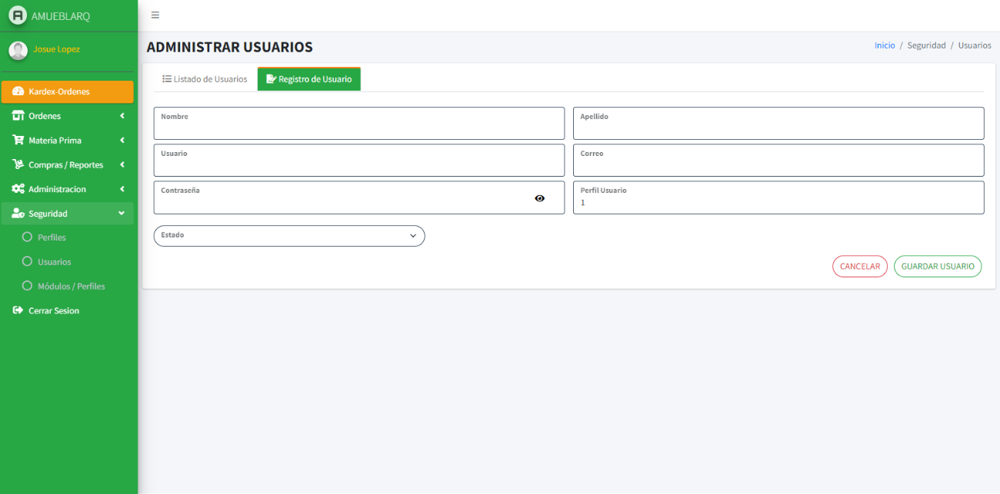 AMUEBLARQ
Josue Lopez
Kardex-Ordenes
Ordenes
Materia Prima
Compras / Reportes
Administracion
Seguridad
Perfiles
Usuarios
Módulos / Perfiles
Cerrar Sesion
ADMINISTRAR USUARIOS
Inicio / Seguridad / Usuarios
Listado de Usuarios
Registro de Usuario
Nombre
Apellido
Usuario
Correo
Contraseña
Perfil Usuario
1
Estado
CANCELAR
GUARDAR USUARIO